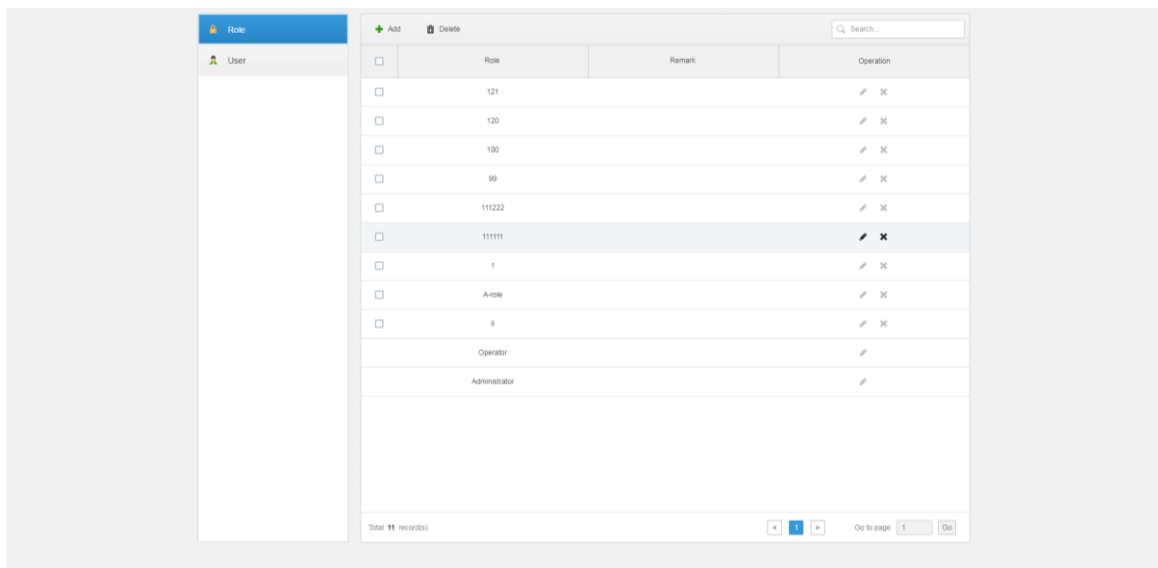 Role
User
Add Delete Search...
Role Remark Operation
121
120
100
99
111222
111111
1
A-role
Operator
Administrator
Total 11 record(s). 1 Go to page 1 Go